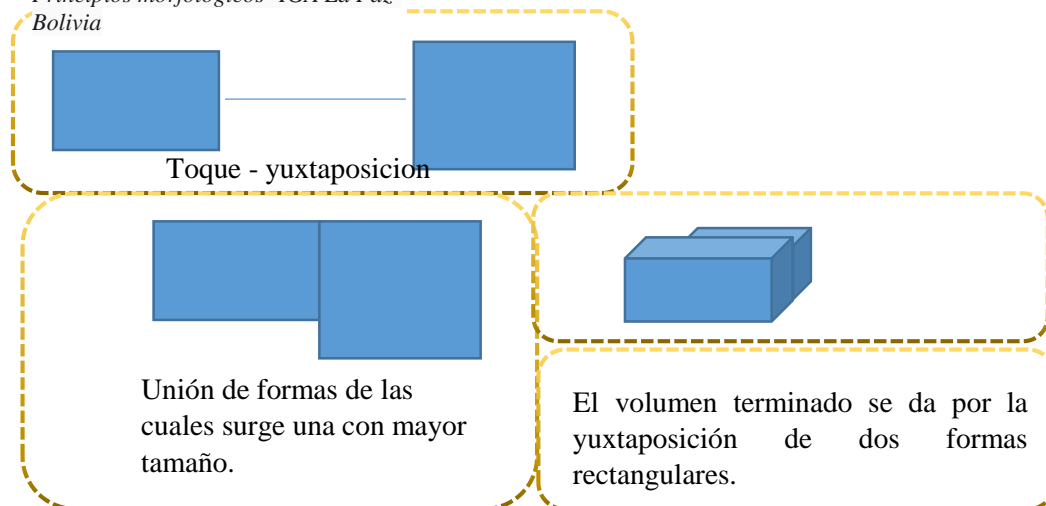 Bolivia
Toque - yuxtaposicion
Unión de formas de las
cuales surge una con mayor
tamaño.
El volumen terminado se da por la
yuxtaposición de dos formas
rectangulares.